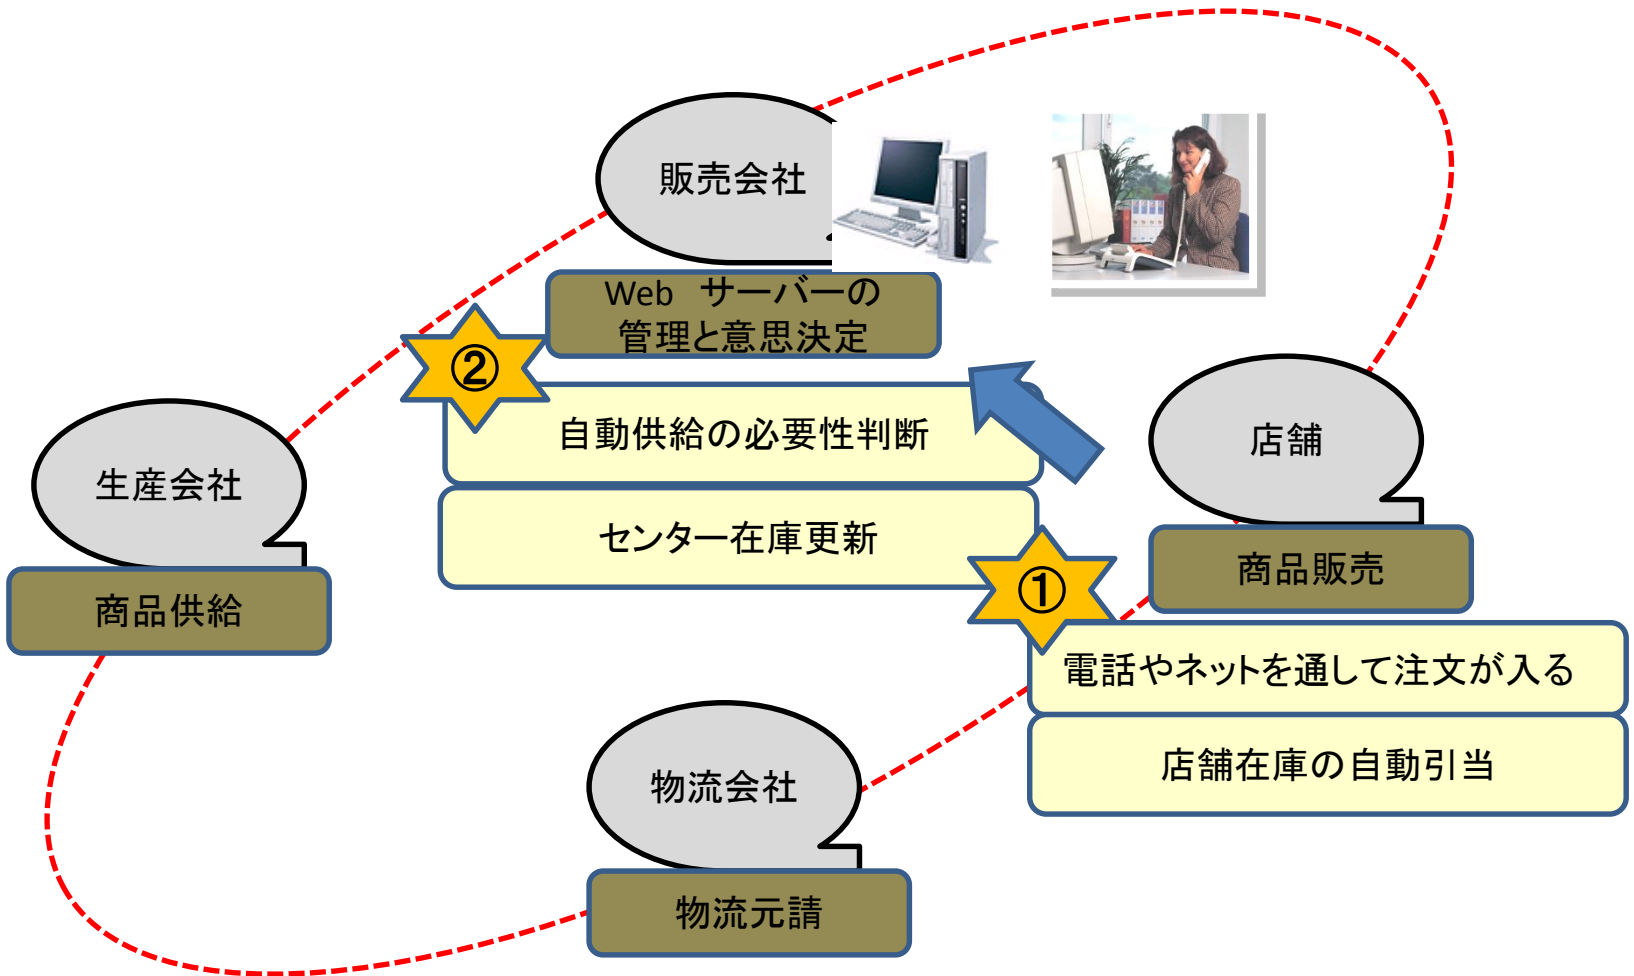 販売会社
Web　サーバーの
管理と意思決定
②
自動供給の必要性判断
センター在庫更新
生産会社
商品供給
店舗
商品販売
①
電話やネットを通して注文が入る
店舗在庫の自動引当
物流会社
物流元請